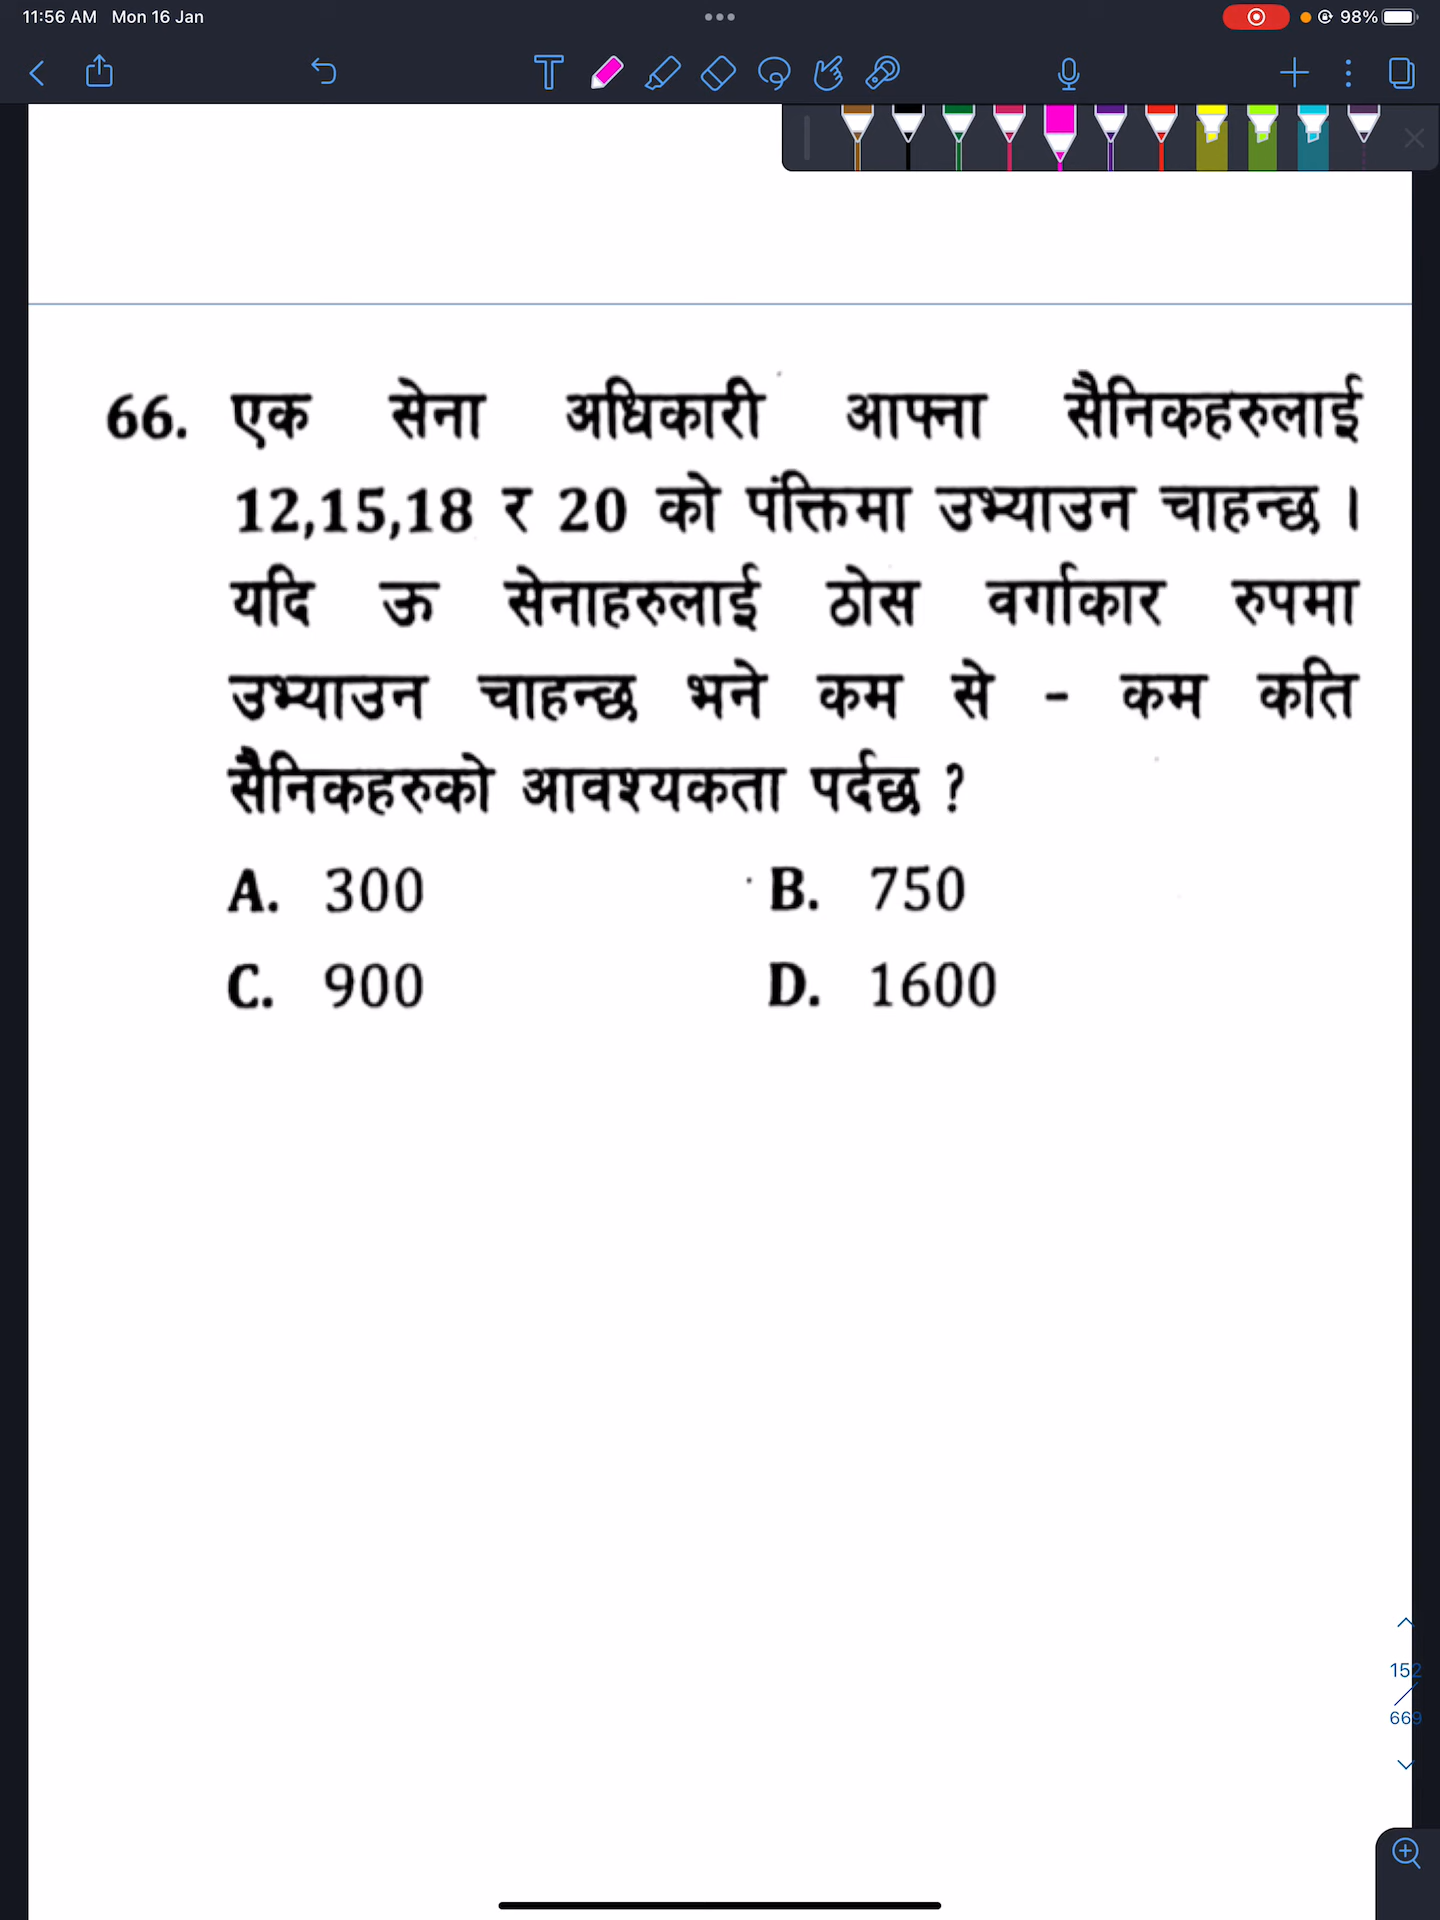 11:56 AM Mon 16 Jan
98%
66. एक सेना अधिकारी आफ्ना सैनिकहरुलाई
12,15,18 र 20 को पंक्तिमा उभ्याउन चाहन्छ ।
यदि ऊ सेनाहरुलाई ठोस वर्गाकार रुपमा
उभ्याउन चाहन्छ भने कम से - कम कति
सैनिकहरुको आवश्यकता पर्दछ ?
A. 300 B. 750
C. 900 D. 1600
152
669